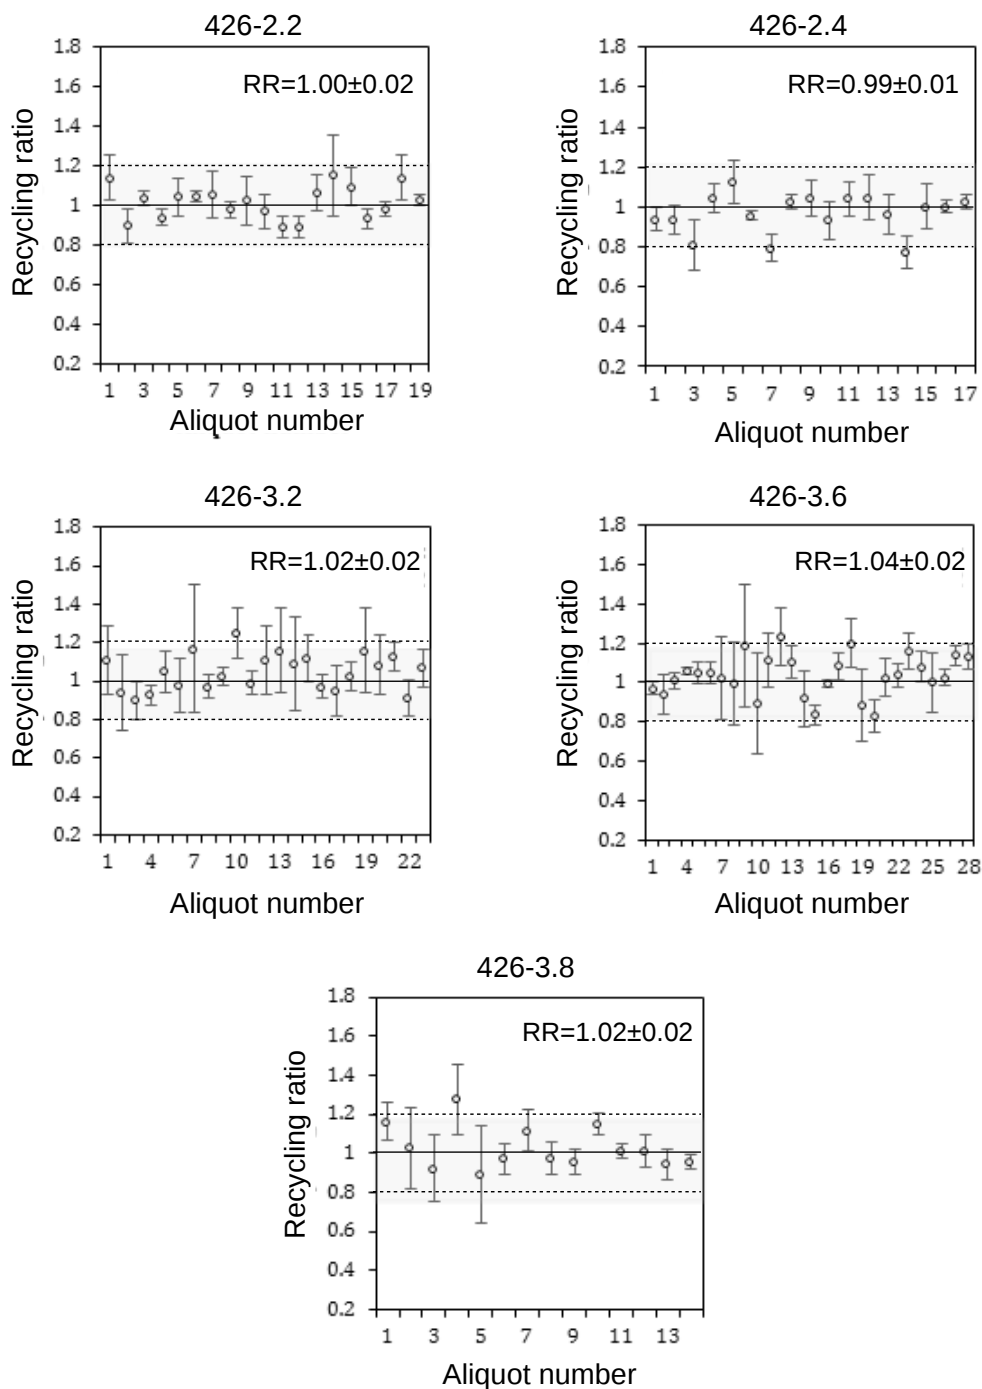 426-2.2
RR=1.00±0.02
Recycling ratio
1.8
1.6
1.4
1.2
1
0.8
0.6
0.4
0.2
1 3 5 7 9 11 13 15 17 19
Aliquot number
426-2.4
RR=0.99±0.01
Recycling ratio
1.8
1.6
1.4
1.2
1
0.8
0.6
0.4
0.2
1 3 5 7 9 11 13 15 17
Aliquot number
426-3.2
RR=1.02±0.02
Recycling ratio
1.8
1.6
1.4
1.2
1
0.8
0.6
0.4
0.2
1 4 7 10 13 16 19 22
Aliquot number
426-3.6
RR=1.04±0.02
Recycling ratio
1.8
1.6
1.4
1.2
1
0.8
0.6
0.4
0.2
1 4 7 10 13 16 19 22 25 28
Aliquot number
426-3.8
RR=1.02±0.02
Recycling ratio
1.8
1.6
1.4
1.2
1
0.8
0.6
0.4
0.2
1 3 5 7 9 11 13
Aliquot number